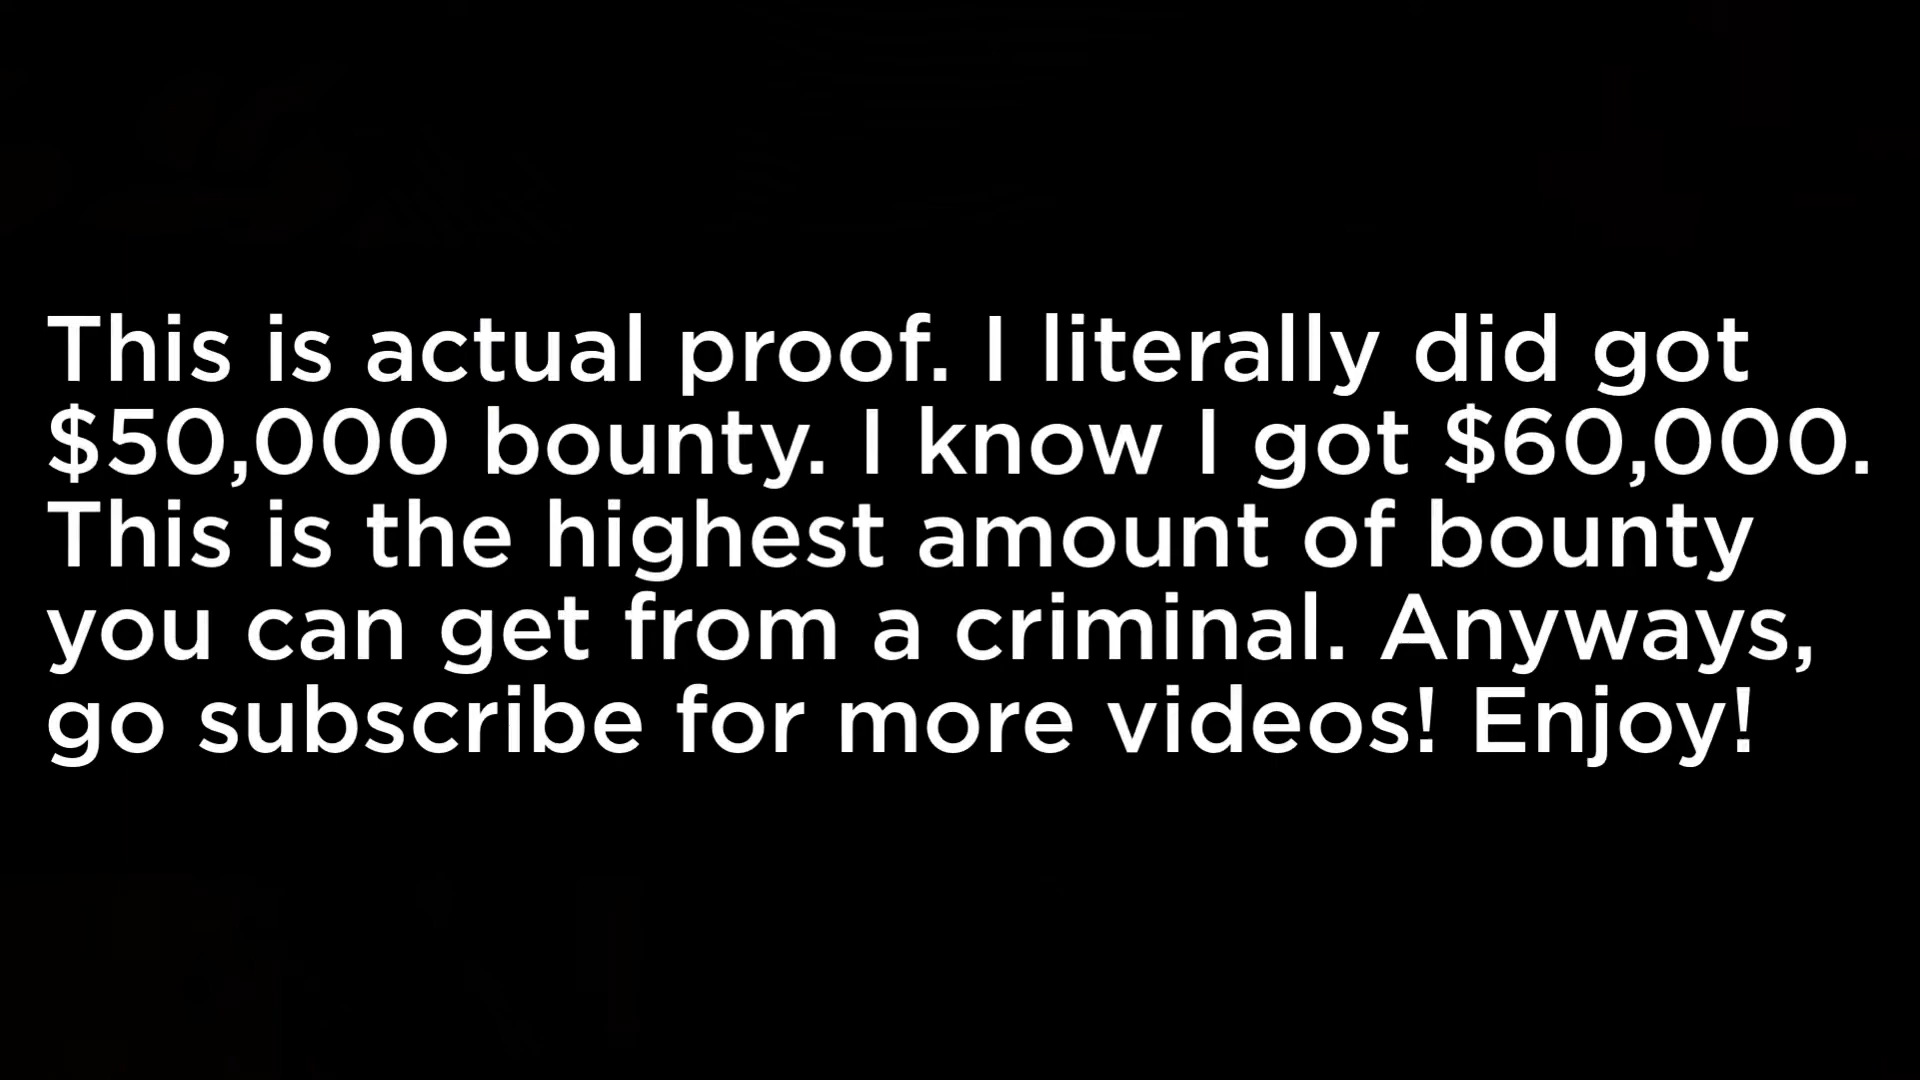 This is actual proof. I literally did got
$50,000 bounty. I know I got $60,000.
This is the highest amount of bounty
you can get from a criminal. Anyways,
go subscribe for more videos! Enjoy!